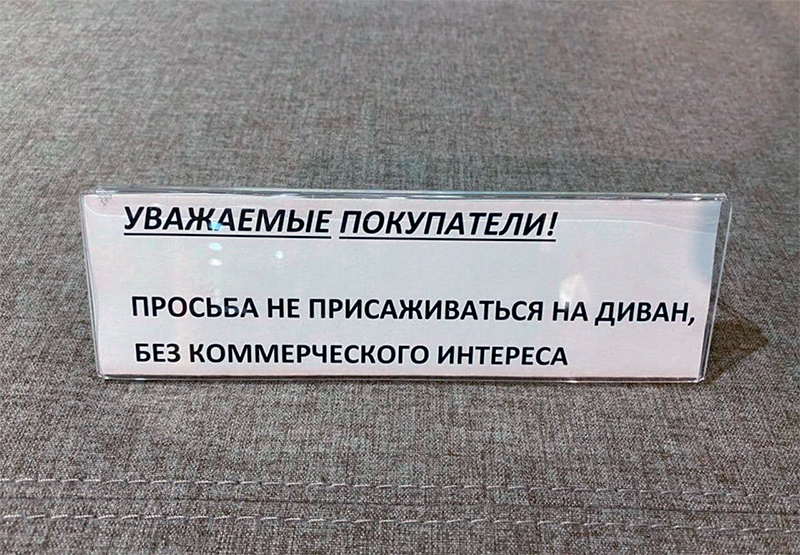 УВАЖАЕМЫЕ ПОКУПАТЕЛИ!
ПРОСЬБА НЕ ПРИСАЖИВАТЬСЯ НА ДИВАН,
БЕЗ КОММЕРЧЕСКОГО ИНТЕРЕСА